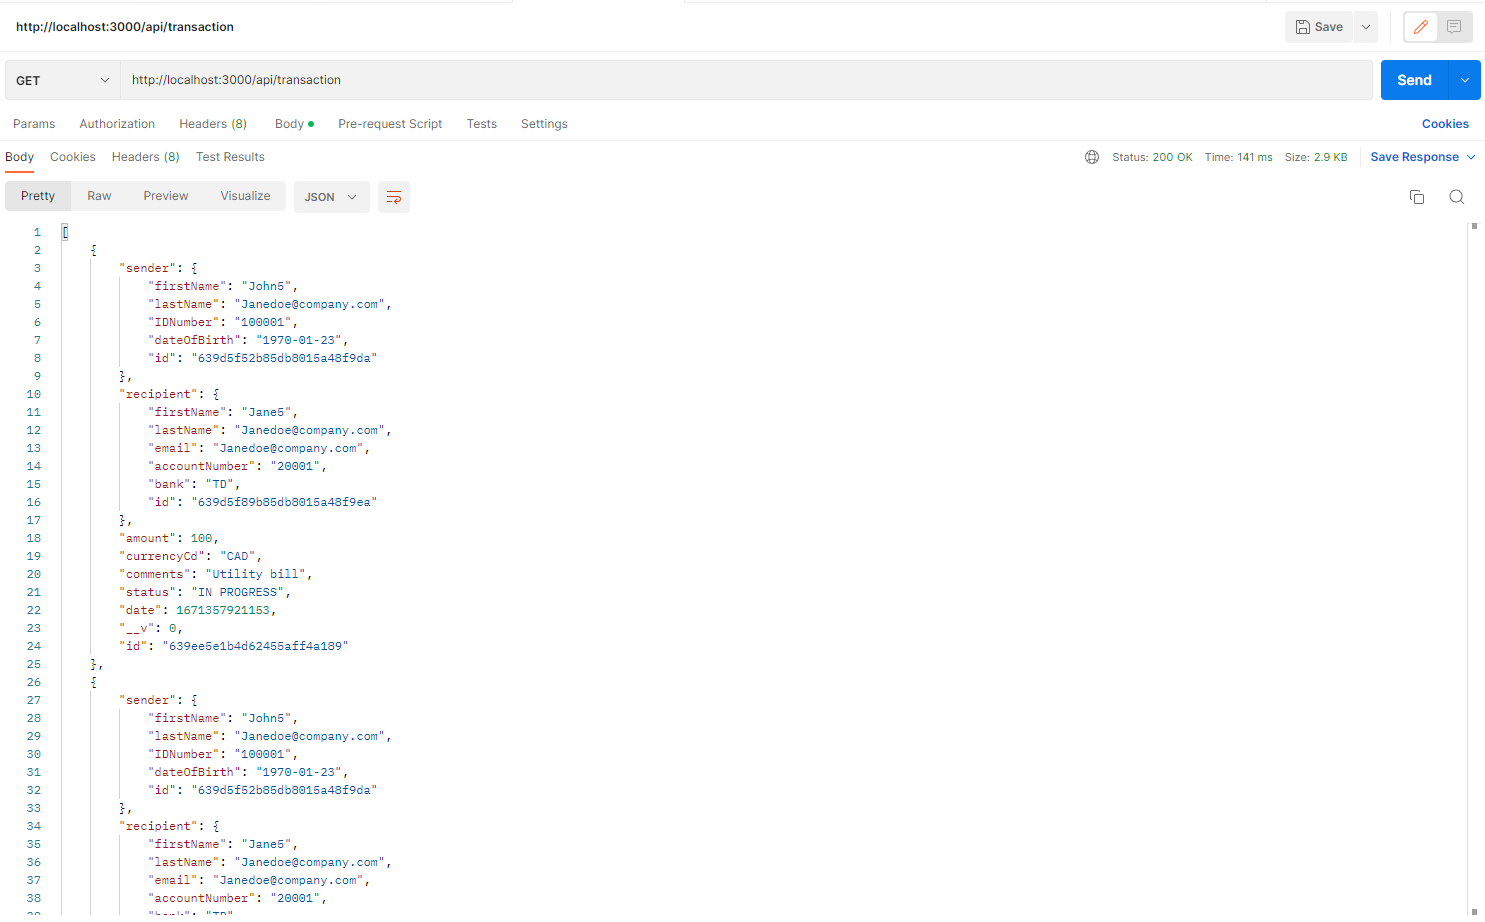 http://localhost:3000/api/transaction
Save
GET
http://localhost:3000/api/transaction
Send
Params Authorization Headers (8) Body Pre-request Script Tests Settings Cookies
Body Cookies Headers (8) Test Results Status: 200 OK Time: 141 ms Size: 2.9 KB Save Response
Pretty Raw Preview Visualize JSON
1 [
2 {
3 "sender": {
4 "firstName": "John5",
5 "lastName": "Janedoe@company.com",
6 "IDNumber": "100001",
7 "dateOfBirth": "1970-01-23",
8 "id": "639d5f52b85db8015a48f9da"
9 },
10 "recipient": {
11 "firstName": "Jane5",
12 "lastName": "Janedoe@company.com",
13 "email": "Janedoe@company.com",
14 "accountNumber": "20001",
15 "bank": "TD",
16 "id": "639d5f89b85db8015a48f9ea"
17 },
18 "amount": 100,
19 "currencyCd": "CAD",
20 "comments": "Utility bill",
21 "status": "IN PROGRESS",
22 "date": 1671357921153,
23 "__v": 0,
24 "id": "639ee5e1b4d62455aff4a189"
25 },
26 {
27 "sender": {
28 "firstName": "John5",
29 "lastName": "Janedoe@company.com",
30 "IDNumber": "100001",
31 "dateOfBirth": "1970-01-23",
32 "id": "639d5f52b85db8015a48f9da"
33 },
34 "recipient": {
35 "firstName": "Jane5",
36 "lastName": "Janedoe@company.com",
37 "email": "Janedoe@company.com",
38 "accountNumber": "20001",